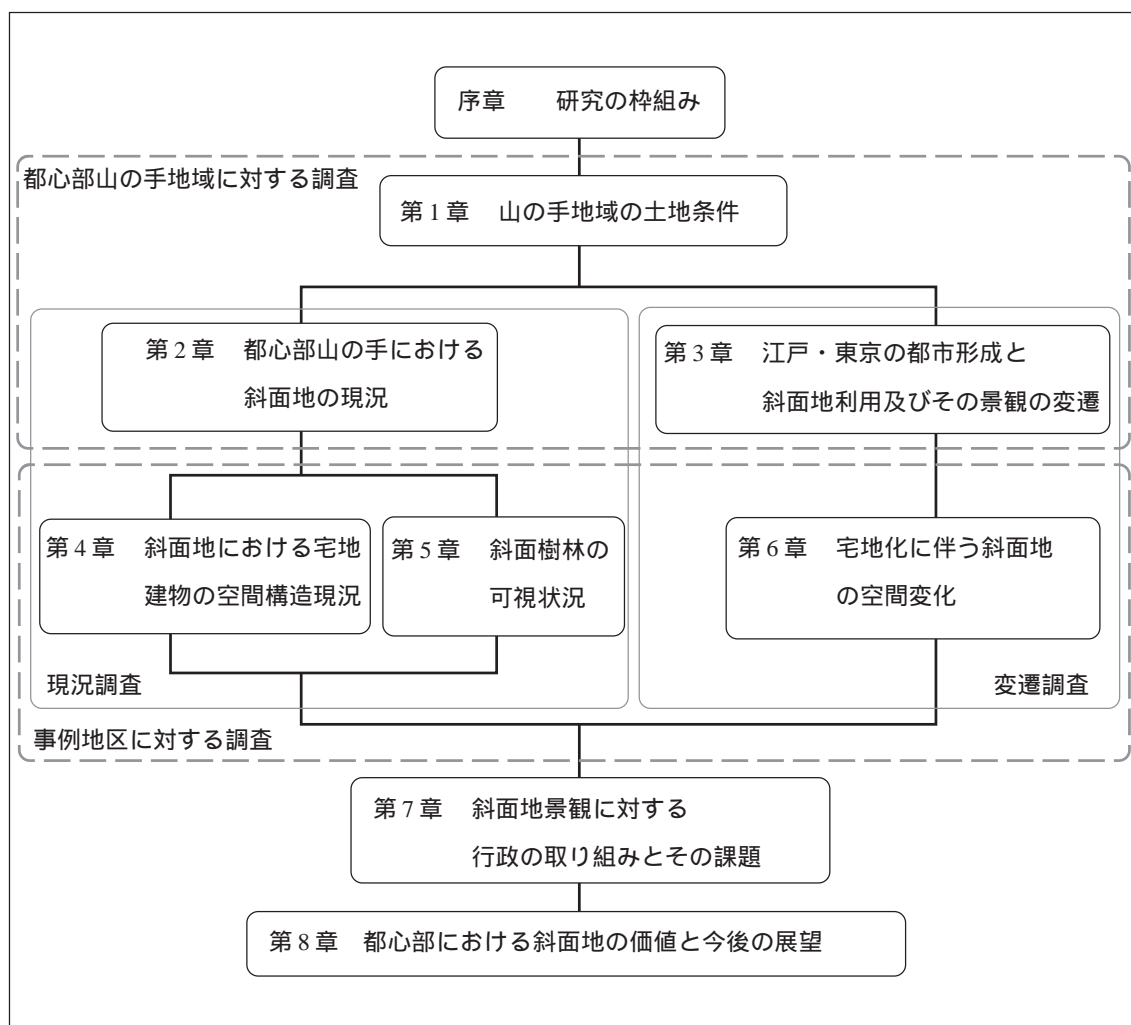 序章　　研究の枠組み
都心部山の手地域に対する調査
第1章　山の手地域の土地条件
第2章　都心部山の手における
斜面地の現況
第3章　江戸・東京の都市形成と
斜面地利用及びその景観の変遷
第4章　斜面地における宅地
建物の空間構造現況
第5章　斜面樹林の
可視状況
第6章　宅地化に伴う斜面地
の空間変化
現況調査
変遷調査
事例地区に対する調査
第7章　斜面地景観に対する
行政の取り組みとその課題
第8章　都心部における斜面地の価値と今後の展望